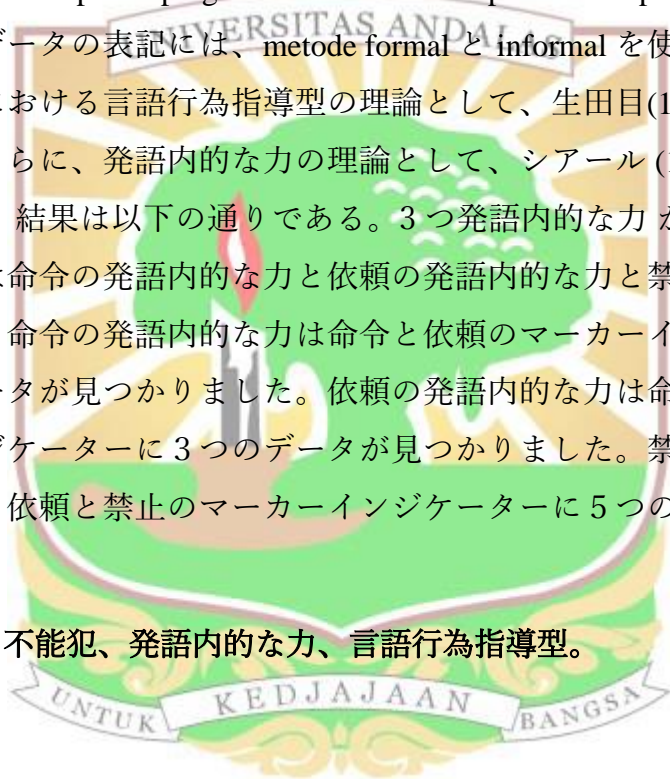 UNIVERSITAS ANDALAS
データの表記には、metode formal と informal を使
おける言語行為指導型の理論として、生田目(1
らに、発語内的な力の理論として、シアール (
結果は以下の通りである。3 つ発語内的な力 か
命令の発語内的な力と依頼の発語内的な力と禁
命令の発語内的な力は命令と依頼のマーカーイ
タが見つかりました。依頼の発語内的な力は命
ジケーターに 3 つのデータが見つかりました。禁
依頼と禁止のマーカーインジケーターに 5 つの
不能犯、発語内的な力、言語行為指導型。
UNTUK KEDJAJAAN BANGSA